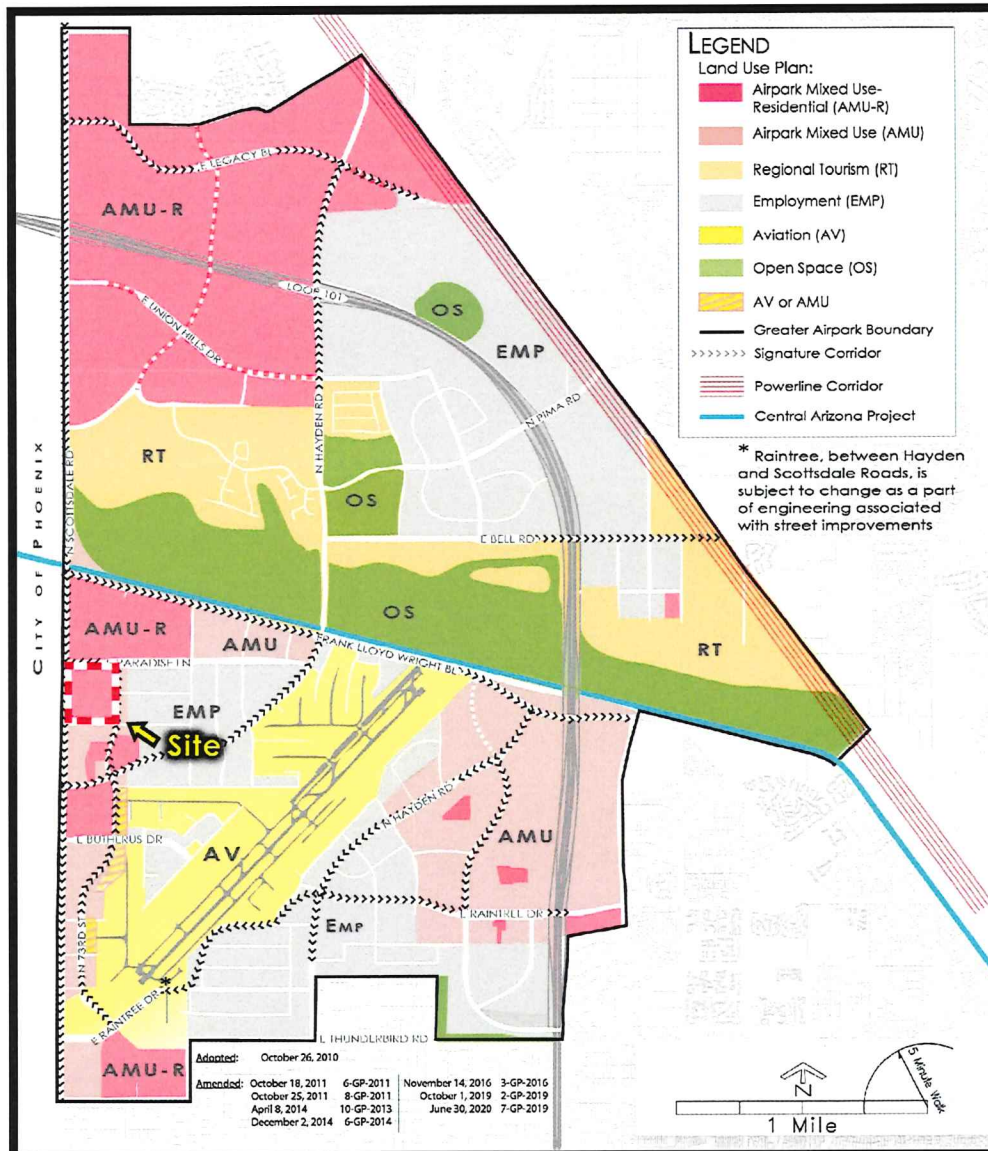 LEGEND
Land Use Plan:
Airpark Mixed Use-
Residential (AMU-R)
Airpark Mixed Use (AMU)
Regional Tourism (RT)
Employment (EMP)
Aviation (AV)
Open Space (OS)
AV or AMU
Greater Airpark Boundary
Signature Corridor
Powerline Corridor
Central Arizona Project
* Raintree, between Hayden
and Scottsdale Roads, is
subject to change as a part
of engineering associated
with street improvements
E LEGACY BL
AMU-R
LOOP 101
OS
E UNION HILLS DR
EMP
N HAYDEN RD
N PIMA RD
RT
OS
CITY OF PHOENIX
N SCOTTSDALE RD
E BELL RD
OS
AMU-R
AMU
FRANK LLOYD WRIGHT BL
RT
PARADISE LN
EMP
Site
N HAYDEN RD
AMU
E BUTHERUS DR
AV
E RAINTREE DR
EMP
N 73RD ST
*
E RAINTREE DR
E THUNDERBIRD RD
AMU-R
Adopted: October 26, 2010
Amended: October 18, 2011 6-GP-2011 November 14, 2016 3-GP-2016
October 25, 2011 8-GP-2011 October 1, 2019 2-GP-2019
April 8, 2014 10-GP-2013 June 30, 2020 7-GP-2019
December 2, 2014 6-GP-2014
N
1 Mile
5 Minute Walk